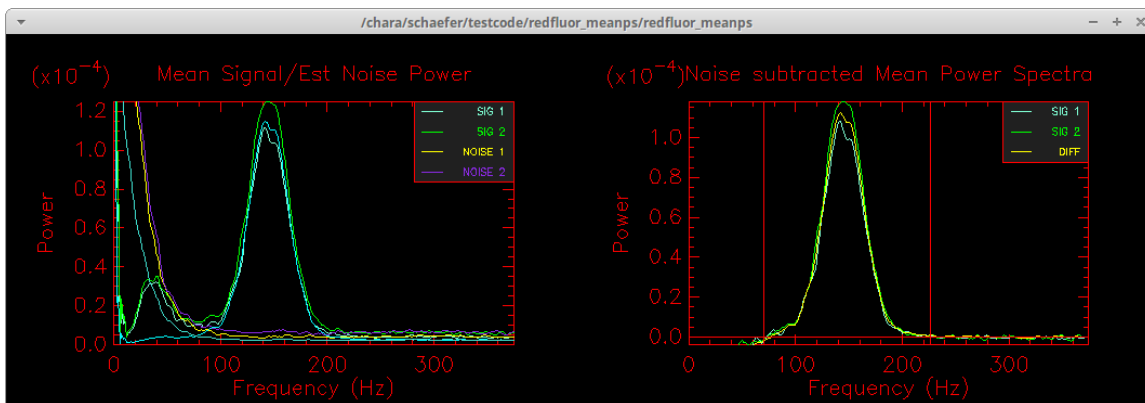 /chara/schaefer/testcode/redfluor_meanps/redfluor_meanps
(x10⁻⁴) Mean Signal/Est Noise Power
1.2
1.0
0.8
0.6
0.4
0.2
0.0
Power
SIG 1
SIG 2
NOISE 1
NOISE 2
0 100 200 300
Frequency (Hz)
(x10⁻⁴) Noise subtracted Mean Power Spectra
1.0
0.8
0.6
0.4
0.2
0.0
Power
SIG 1
SIG 2
DIFF
0 100 200 300
Frequency (Hz)